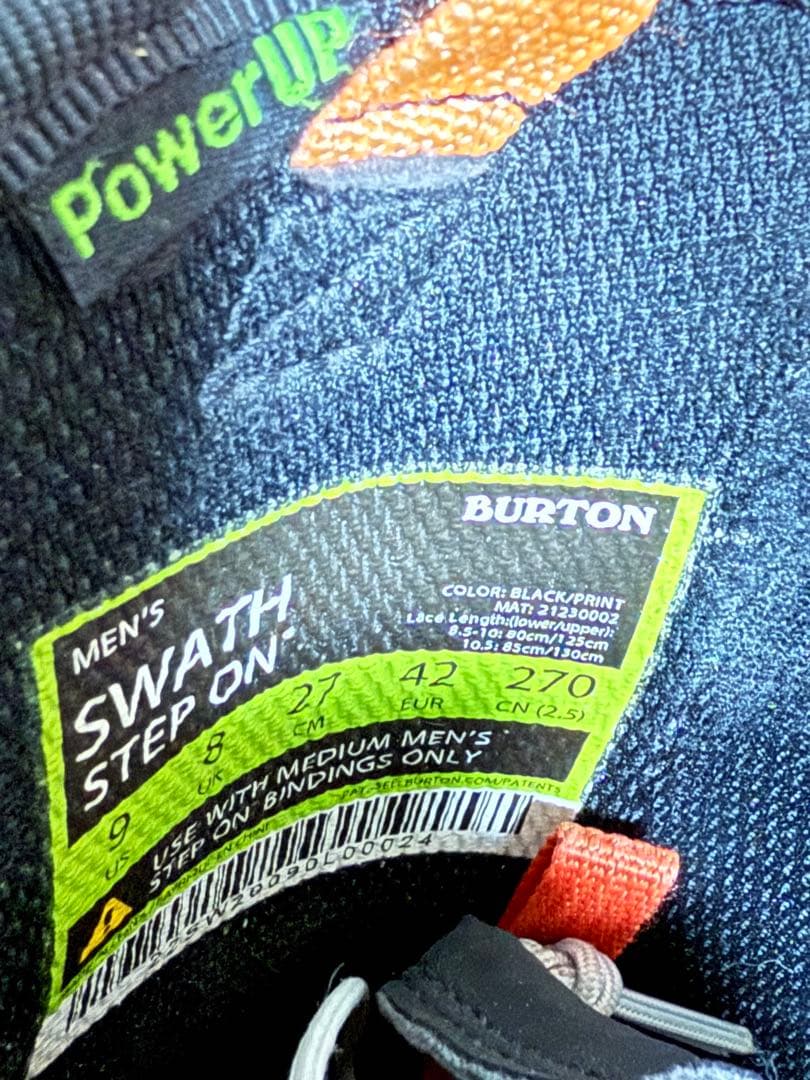 PowerUP
BURTON
COLOR: BLACK/PRINT
MAT: 21230002
Lace Length:(lower/upper):
8.5-10: 80cm/125cm
10.5: 85cm/130cm
MEN'S
SWATH
STEP ON
9 8 27 42 270
US UK CM EUR CN (2.5)
USE WITH MEDIUM MEN'S
STEP ON BINDINGS ONLY
PAT.-SEE BURTON.COM/PATENTS